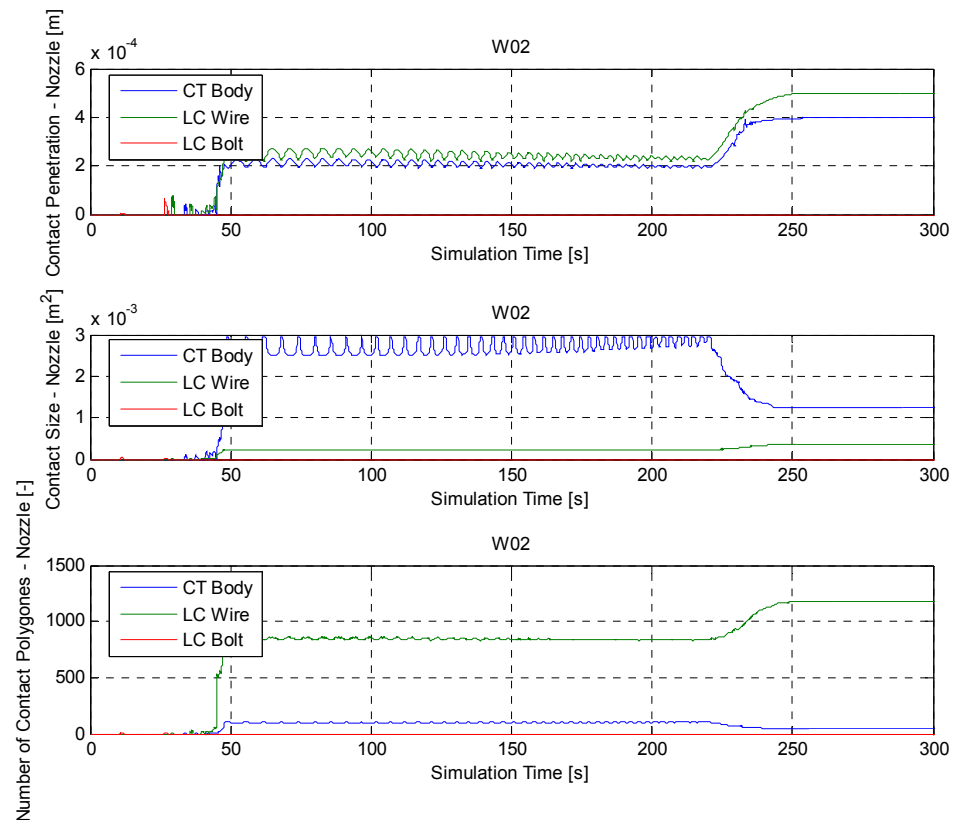 W02
x 10^-4
Contact Penetration - Nozzle [m]
6
4
2
0
CT Body
LC Wire
LC Bolt
0 50 100 150 200 250 300
Simulation Time [s]
W02
x 10^-3
Contact Size - Nozzle [m^2]
3
2
1
0
CT Body
LC Wire
LC Bolt
0 50 100 150 200 250 300
Simulation Time [s]
W02
Number of Contact Polygones - Nozzle [-]
1500
1000
500
0
CT Body
LC Wire
LC Bolt
0 50 100 150 200 250 300
Simulation Time [s]